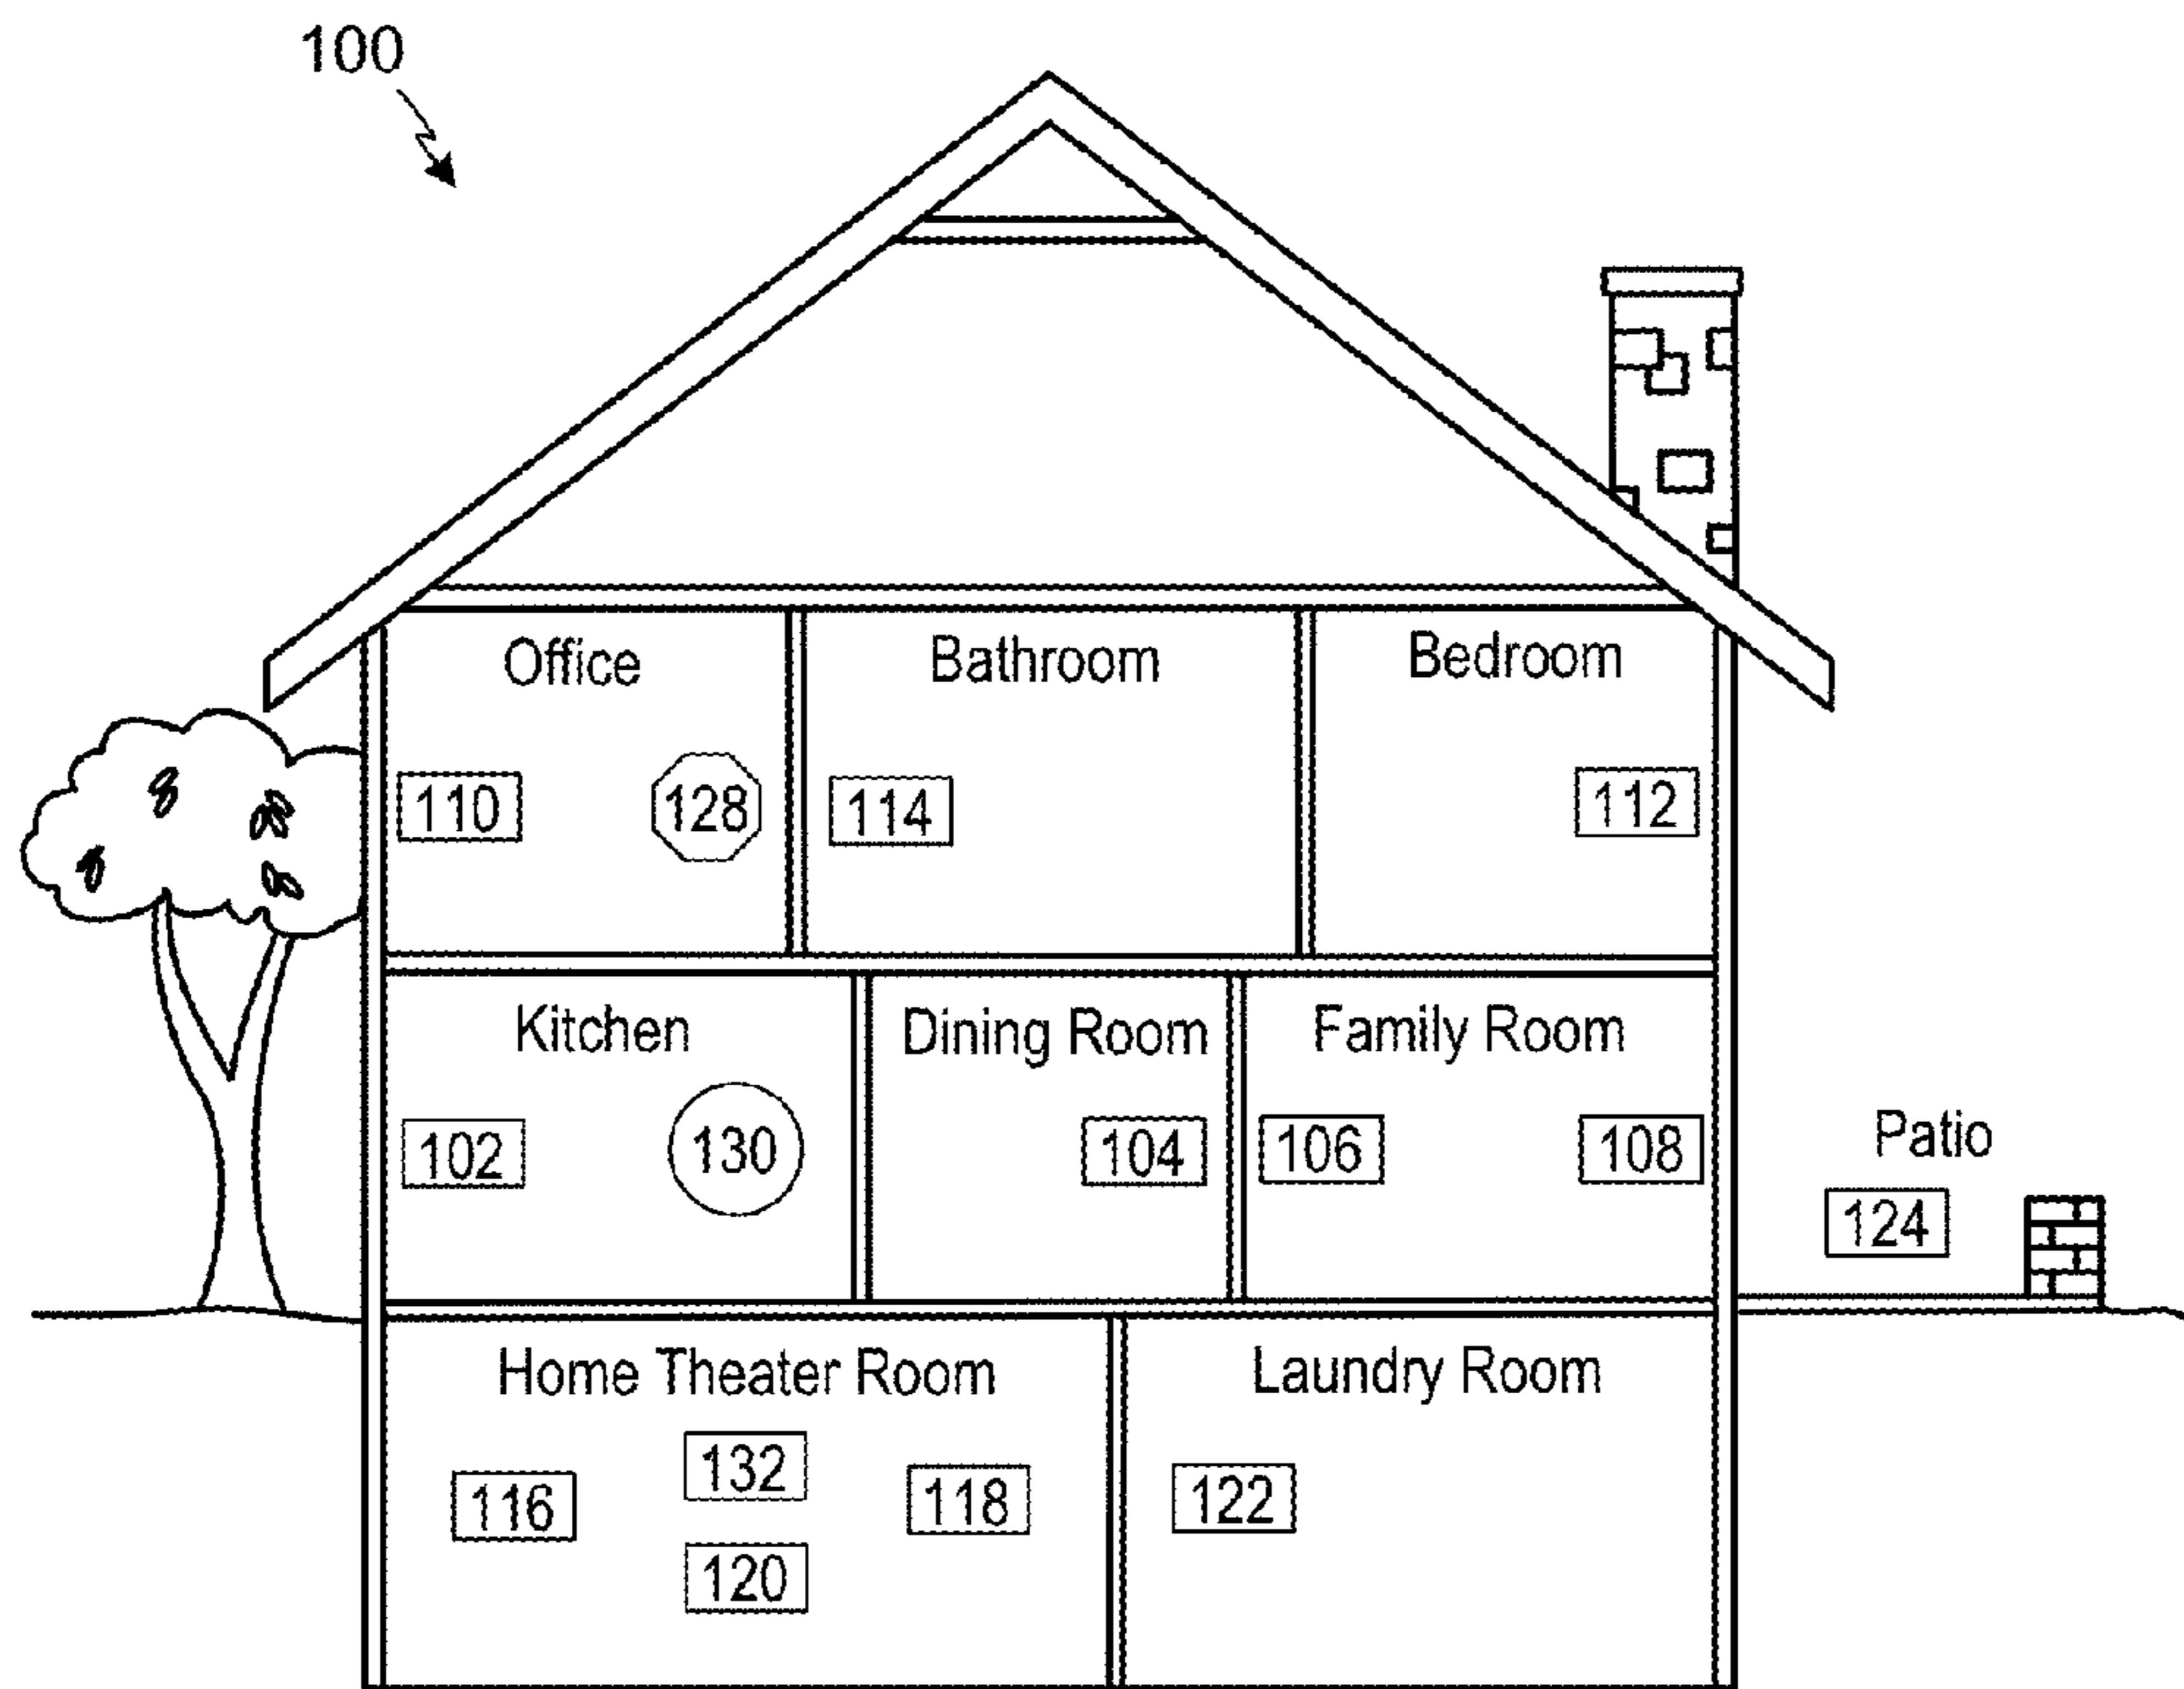 100
Office
Bathroom
Bedroom
110
128
114
112
Kitchen
Dining Room
Family Room
Patio
102
130
104
106
108
124
Home Theater Room
Laundry Room
132
116
118
122
120